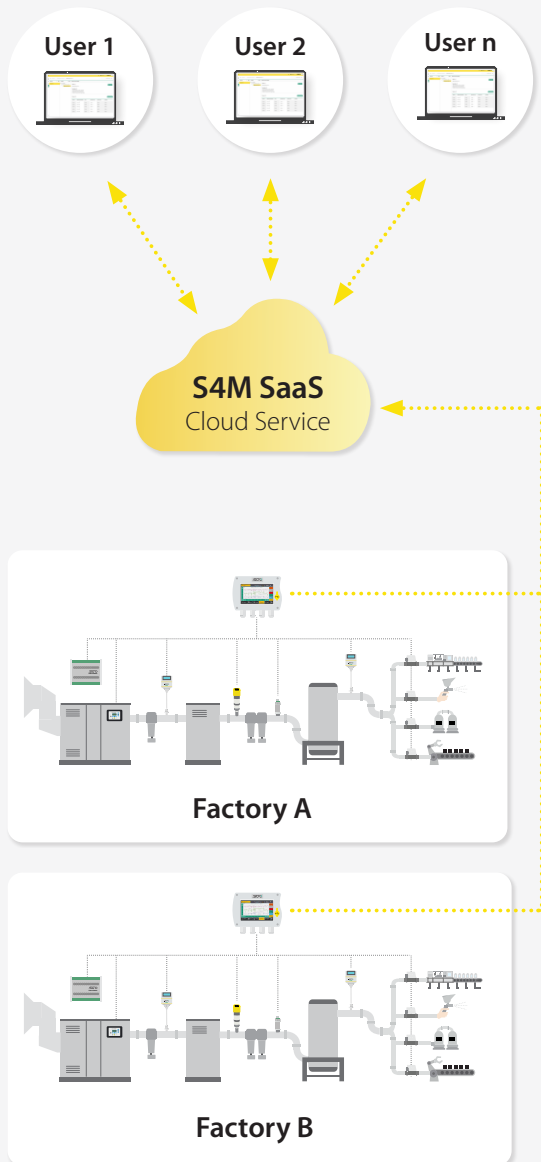 User 1
User 2
User n
S4M SaaS
Cloud Service
Factory A
Factory B